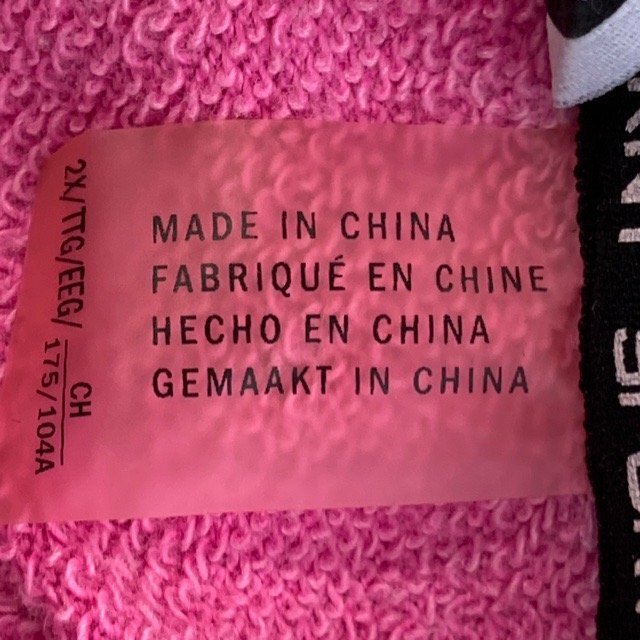 MADE IN CHINA
FABRIQUÉ EN CHINE
HECHO EN CHINA
GEMAAKT IN CHINA
2X/TTG/EEG/
CH
175/104A